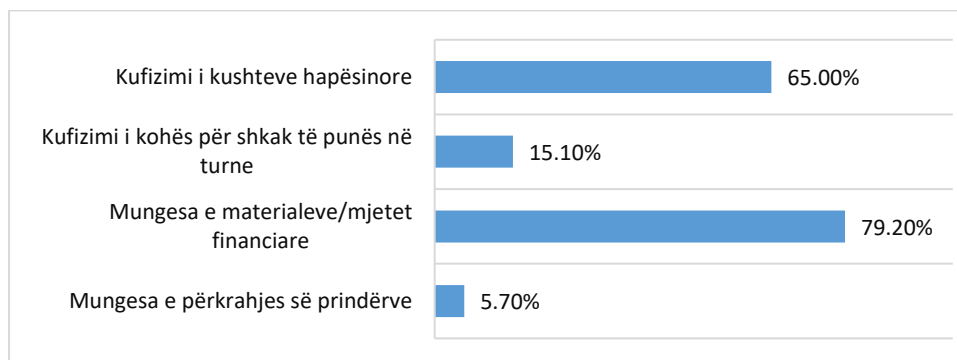 Kufizimi i kushteve hapësinore
65.00%
Kufizimi i kohës për shkak të punës në
turne
15.10%
Mungesa e materialeve/mjetet
financiare
79.20%
Mungesa e përkrahjes së prindërve
5.70%